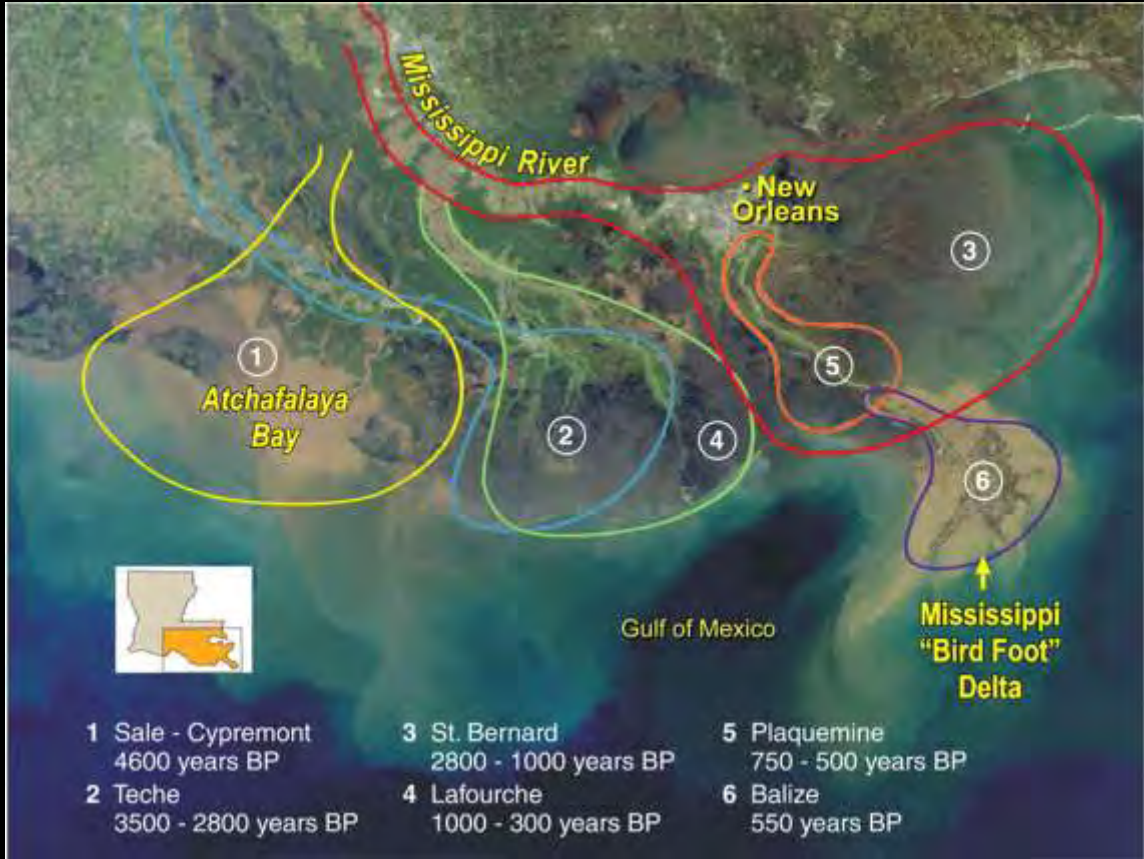 Mississippi River
• New
Orleans
3
1
5
Atchafalaya
Bay
2
4
6
Gulf of Mexico
Mississippi
“Bird Foot”
Delta
1 Sale - Cypremont
4600 years BP
2 Teche
3500 - 2800 years BP
3 St. Bernard
2800 - 1000 years BP
4 Lafourche
1000 - 300 years BP
5 Plaquemine
750 - 500 years BP
6 Balize
550 years BP